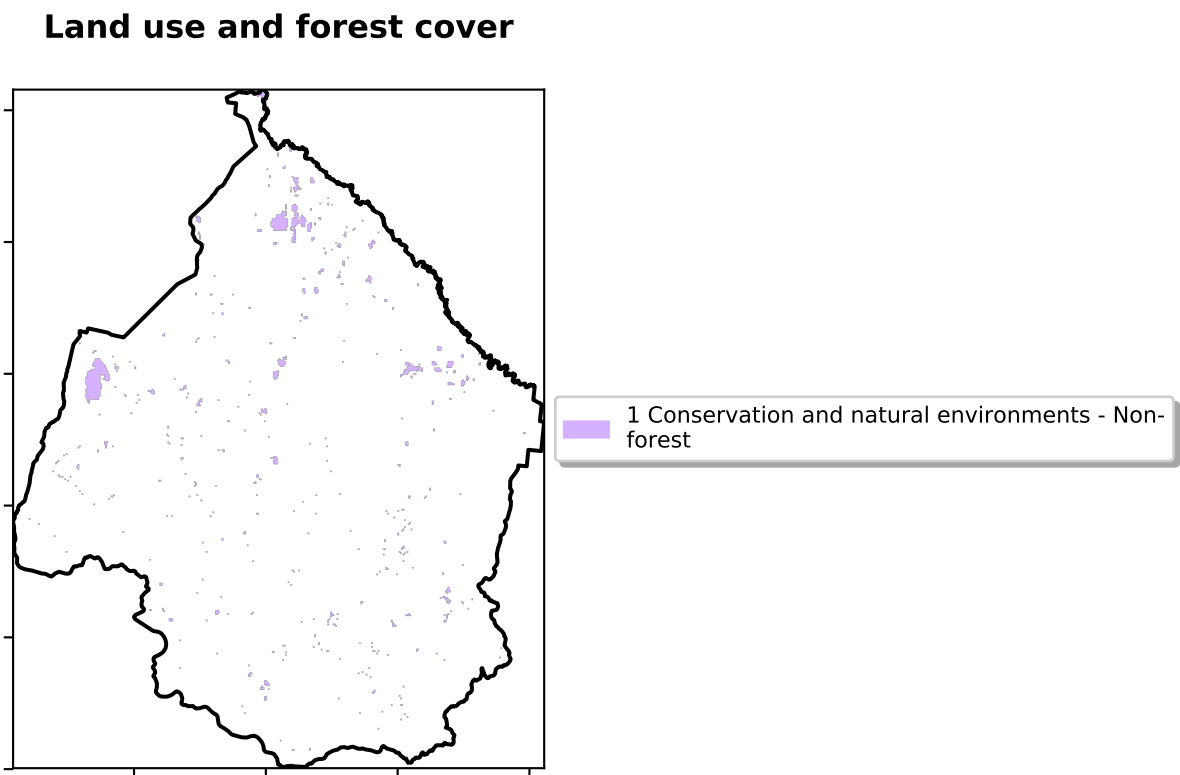 Land use and forest cover
1 Conservation and natural environments - Non-
forest